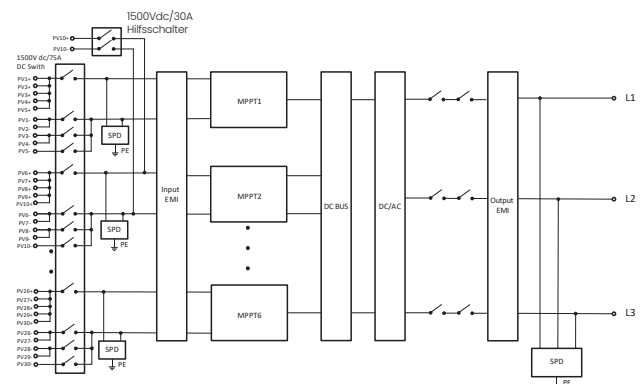 1500Vdc/30A
Hilfsschalter
PV10+
PV10-
1500V dc/75A
DC Swith
PV1+
PV2+
PV3+
PV4+
PV5+
PV1-
PV2-
PV3-
PV4-
PV5-
SPD
PE
PV6+
PV7+
PV8+
PV9+
PV10+
PV6-
PV7-
PV8-
PV9-
PV10-
SPD
PE
PV26+
PV27+
PV28+
PV29+
PV30+
PV26-
PV27-
PV28-
PV29-
PV30-
SPD
PE
Input
EMI
MPPT1
MPPT2
MPPT6
DC BUS
DC/AC
Output
EMI
L1
L2
L3
SPD
PE